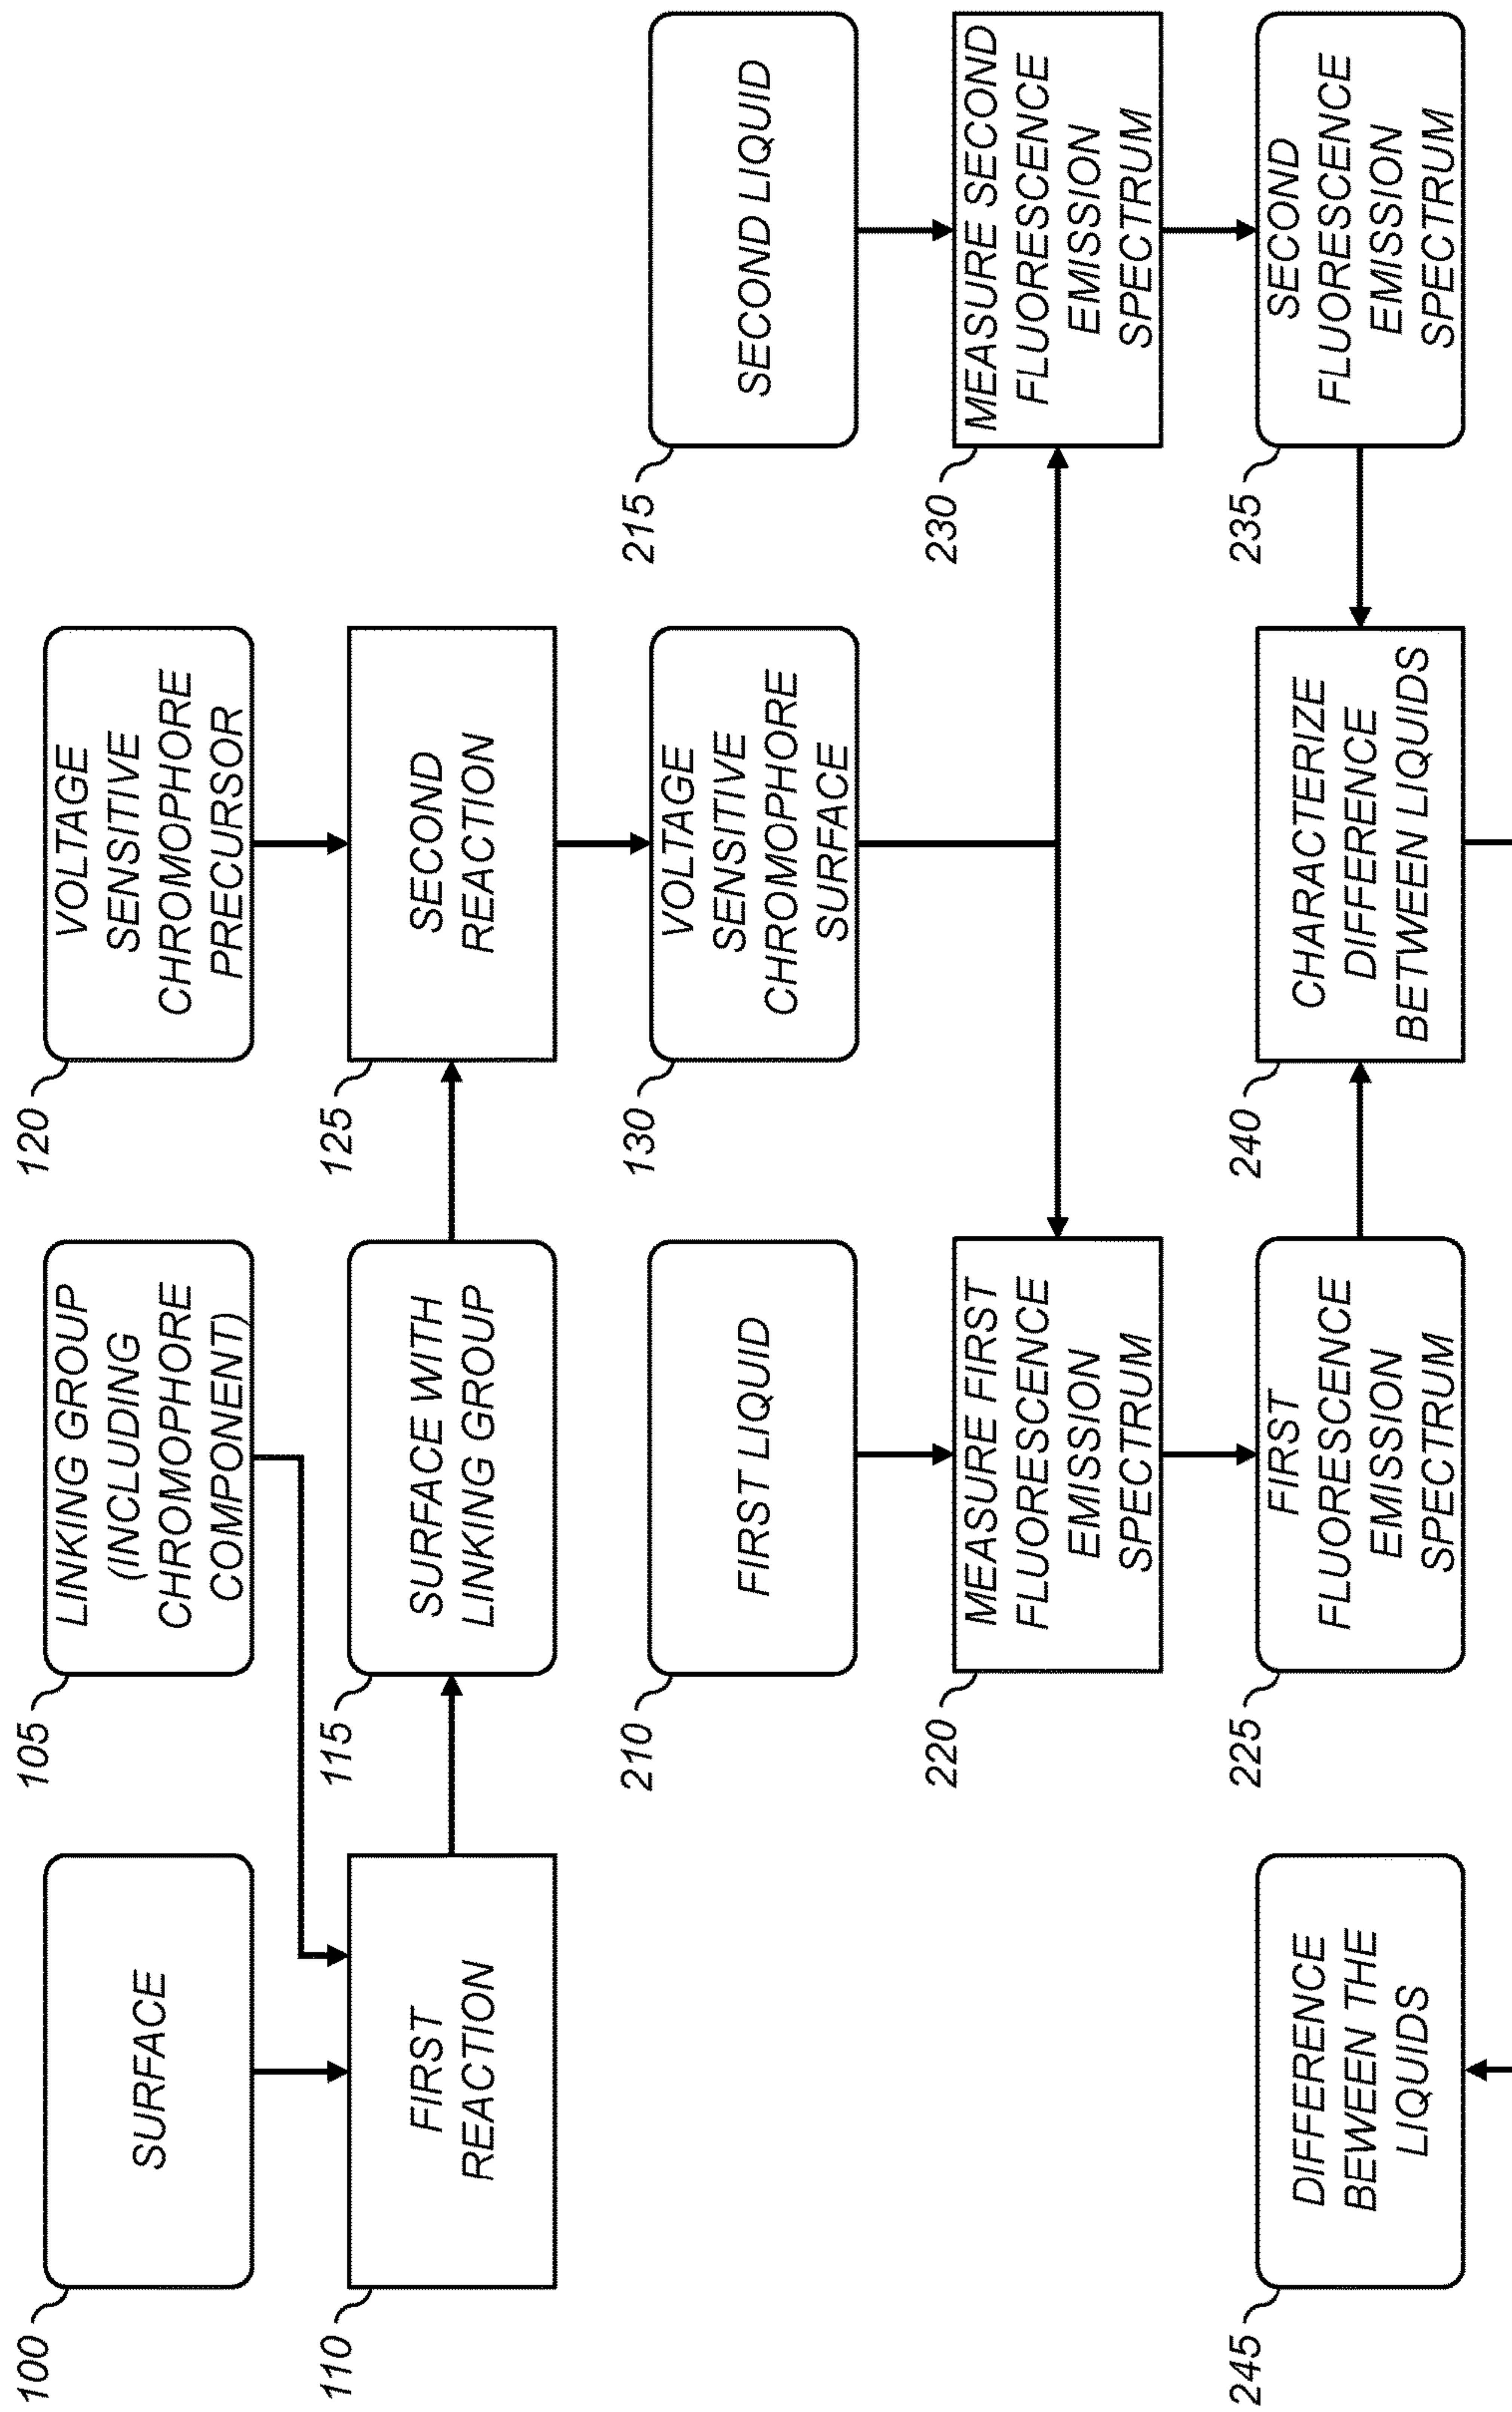 100
SURFACE
105
LINKING GROUP
(INCLUDING
CHROMOPHORE
COMPONENT)
120
VOLTAGE
SENSITIVE
CHROMOPHORE
PRECURSOR
110
FIRST
REACTION
115
SURFACE WITH
LINKING GROUP
125
SECOND
REACTION
210
FIRST LIQUID
130
VOLTAGE
SENSITIVE
CHROMOPHORE
SURFACE
215
SECOND LIQUID
220
MEASURE FIRST
FLUORESCENCE
EMISSION
SPECTRUM
230
MEASURE SECOND
FLUORESCENCE
EMISSION
SPECTRUM
245
DIFFERENCE
BEWEEN THE
LIQUIDS
225
FIRST
FLUORESCENCE
EMISSION
SPECTRUM
240
CHARACTERIZE
DIFFERENCE
BETWEEN LIQUIDS
235
SECOND
FLUORESCENCE
EMISSION
SPECTRUM